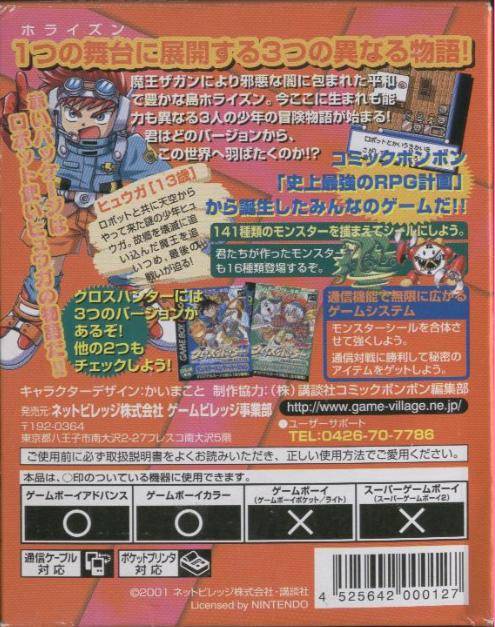 ホライズン
1つの舞台に展開する3つの異なる物語!
魔王ザガンにより邪悪な闇に包まれた平和
で豊かな島ホライズン。今ここに生まれも能
力も異なる3人の少年の冒険物語が始まる!
君はどのバージョンから、
この世界へ羽ばたくのか!?
コミックボンボン
「史上最強のRPG計画」
から誕生したみんなのゲームだ!!
ヒュウガ【13歳】
ロボットと共に天空から
やって来た謎の少年ヒュ
ウガ。故郷を壊滅に追
い込んだ魔王を追
いつめ、最後の
戦いが迫る!
141種類のモンスターを捕まえてシールにしよう。
君たちが作ったモンスター
も16種類登場するぞ。
クロスハンターには
3つのバージョンが
あるぞ!
他の2つも
チェックしよう!
GAME BOY
クロスハンター
クロスハンター
通信機能で無限に広がる
ゲームシステム
モンスターシールを合体さ
せて強くしよう。
通信対戦に勝利して秘密の
アイテムをゲットしよう。
キャラクターデザイン:かいまこと 制作協力:(株)講談社コミックボンボン編集部
発売元 ネットビレッジ株式会社 ゲームビレッジ事業部
http://www.game-village.ne.jp/
〒192-0364
東京都八王子市南大沢2-27フレスコ南大沢5階
●ユーザーサポート
TEL:0426-70-7786
ご使用前に必ず取扱説明書をよくお読みいただき、正しい使用方法でご愛用ください。
本品は、○印のついている機器に使用できます。
ゲームボーイアドバンス
ゲームボーイカラー
ゲームボーイ
(ゲームボーイポケット/ライト)
スーパーゲームボーイ
(スーパーゲームボーイ2)
○ ○ × ×
通信ケーブル
対応
ポケットプリンタ
対応
©2001 ネットビレッジ株式会社・講談社
Licensed by NINTENDO
4 525642 000127